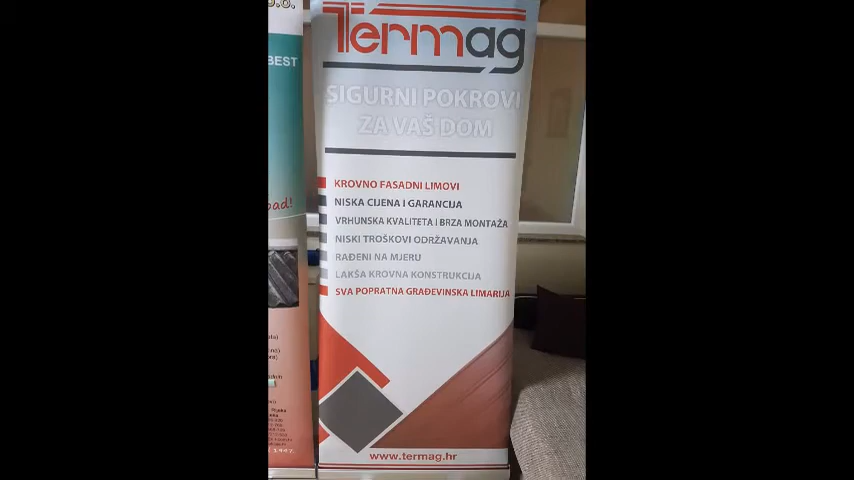 BEST
Termag
SIGURNI POKROVI
ZA VAŠ DOM
KROVNO FASADNI LIMOVI
NISKA CIJENA I GARANCIJA
VRHUNSKA KVALITETA I BRZA MONTAŽA
NISKI TROŠKOVI ODRŽAVANJA
RAĐENI NA MJERU
LAKŠA KROVNA KONSTRUKCIJA
SVA POPRATNA GRAĐEVINSKA LIMARIJA
www.termag.hr